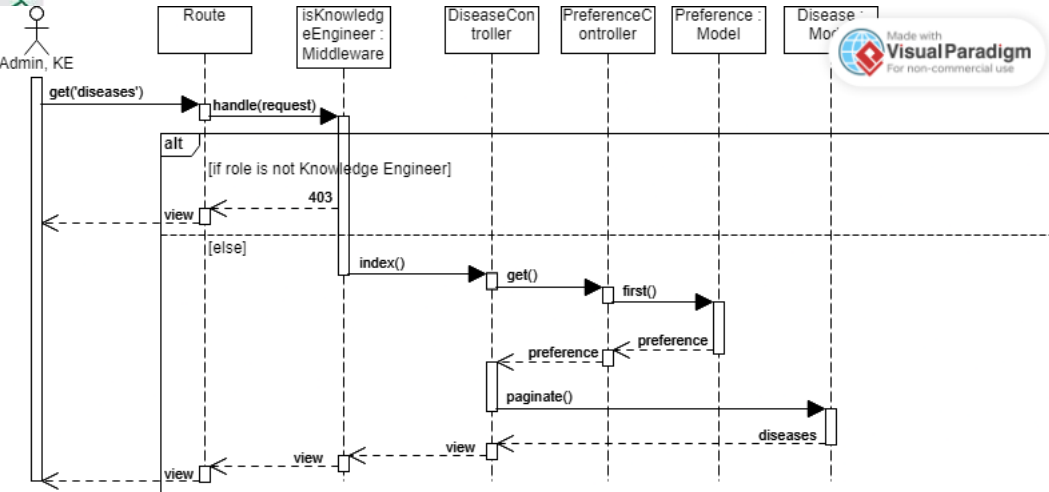 Route
isKnowledg
eEngineer :
Middleware
DiseaseCon
troller
PreferenceC
ontroller
Preference :
Model
Disease :
Made with
VisualParadigm
For non-commercial use
Admin, KE
get('diseases')
handle(request)
alt
[if role is not Knowledge Engineer]
403
view
[else]
index()
get()
first()
preference
preference
paginate()
diseases
view
view
view